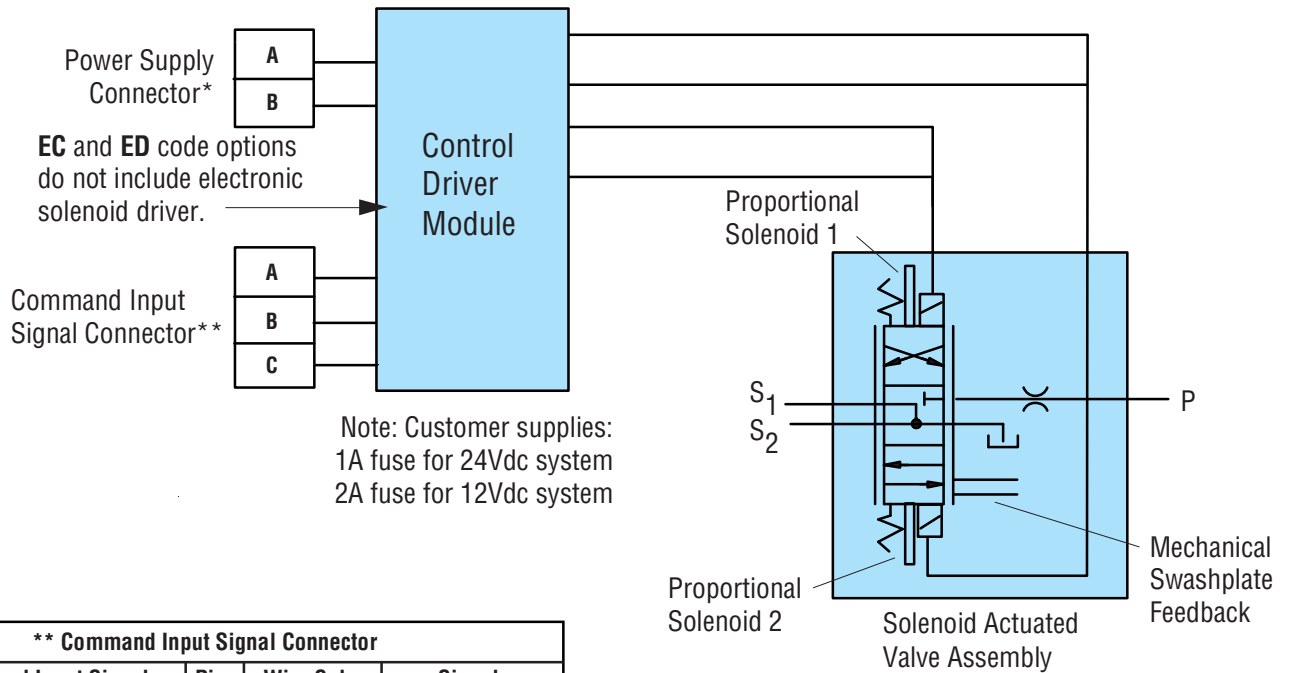 Power Supply
Connector*
A
B
EC and ED code options
do not include electronic
solenoid driver.
Control
Driver
Module
Command Input
Signal Connector**
A
B
C
Note: Customer supplies:
1A fuse for 24Vdc system
2A fuse for 12Vdc system
Proportional
Solenoid 1
S1
S2
P
Proportional
Solenoid 2
Mechanical
Swashplate
Feedback
Solenoid Actuated
Valve Assembly
** Command Input Signal Connector